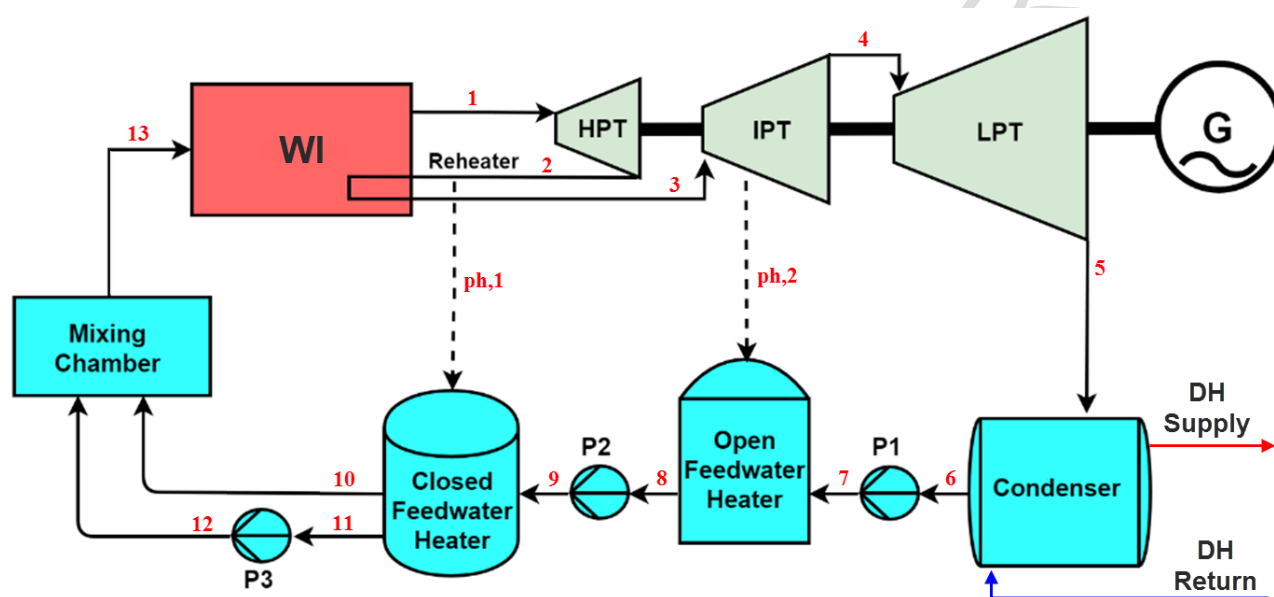 1
HPT
IPT
4
LPT
G
13
WI
Reheater
2
3
ph,1
ph,2
5
Mixing
Chamber
DH
Supply
10
Closed
Feedwater
Heater
9
P2
8
Open
Feedwater
Heater
7
P1
6
Condenser
12
11
P3
DH
Return